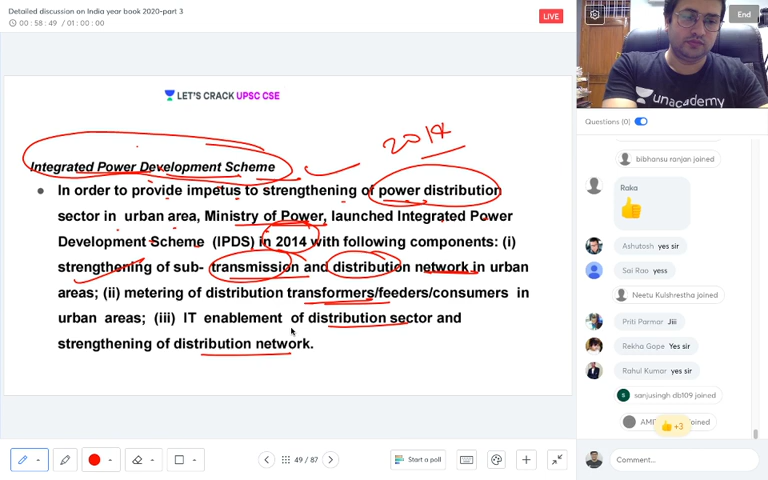 Detailed discussion on India year book 2020-part 3
00 : 58 : 49 / 01 : 00 : 00
LIVE
End
LET'S CRACK UPSC CSE
unacademy
2014
Integrated Power Development Scheme
In order to provide impetus to strengthening of power distribution
sector in urban area, Ministry of Power, launched Integrated Power
Development Scheme (IPDS) in 2014 with following components: (i)
strengthening of sub- transmission and distribution network in urban
areas; (ii) metering of distribution transformers/feeders/consumers in
urban areas; (iii) IT enablement of distribution sector and
strengthening of distribution network.
Questions (0)
bibhansu ranjan joined
Raka
Ashutosh yes sir
Sai Rao yess
Neetu Kulshrestha joined
Priti Parmar Jiii
Rekha Gope Yes sir
Rahul Kumar yes sir
S sanjusingh db109 joined
AMI joined
+3
49 / 87
Start a poll
Comment...